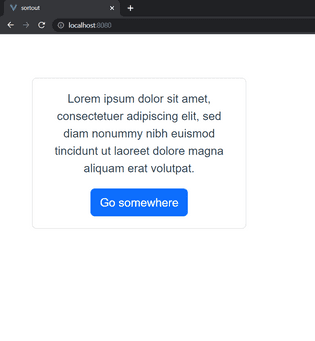 sortout
localhost:8080
Lorem ipsum dolor sit amet,
consectetuer adipiscing elit, sed
diam nonummy nibh euismod
tincidunt ut laoreet dolore magna
aliquam erat volutpat.
Go somewhere